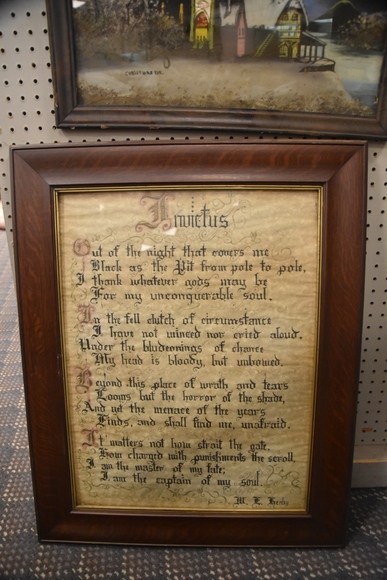 Invictus
Out of the night that covers me
Black as the Pit from pole to pole,
I thank whatever gods may be
For my unconquerable soul.
In the fell clutch of circumstance
I have not winced nor cried aloud.
Under the bludgeonings of chance
My head is bloody, but unbowed.
Beyond this place of wrath and tears
Looms but the horror of the shade,
And yet the menace of the years
Finds, and shall find me, unafraid.
It matters not how strait the gate,
How charged with punishments the scroll,
I am the master of my fate;
I am the captain of my soul.